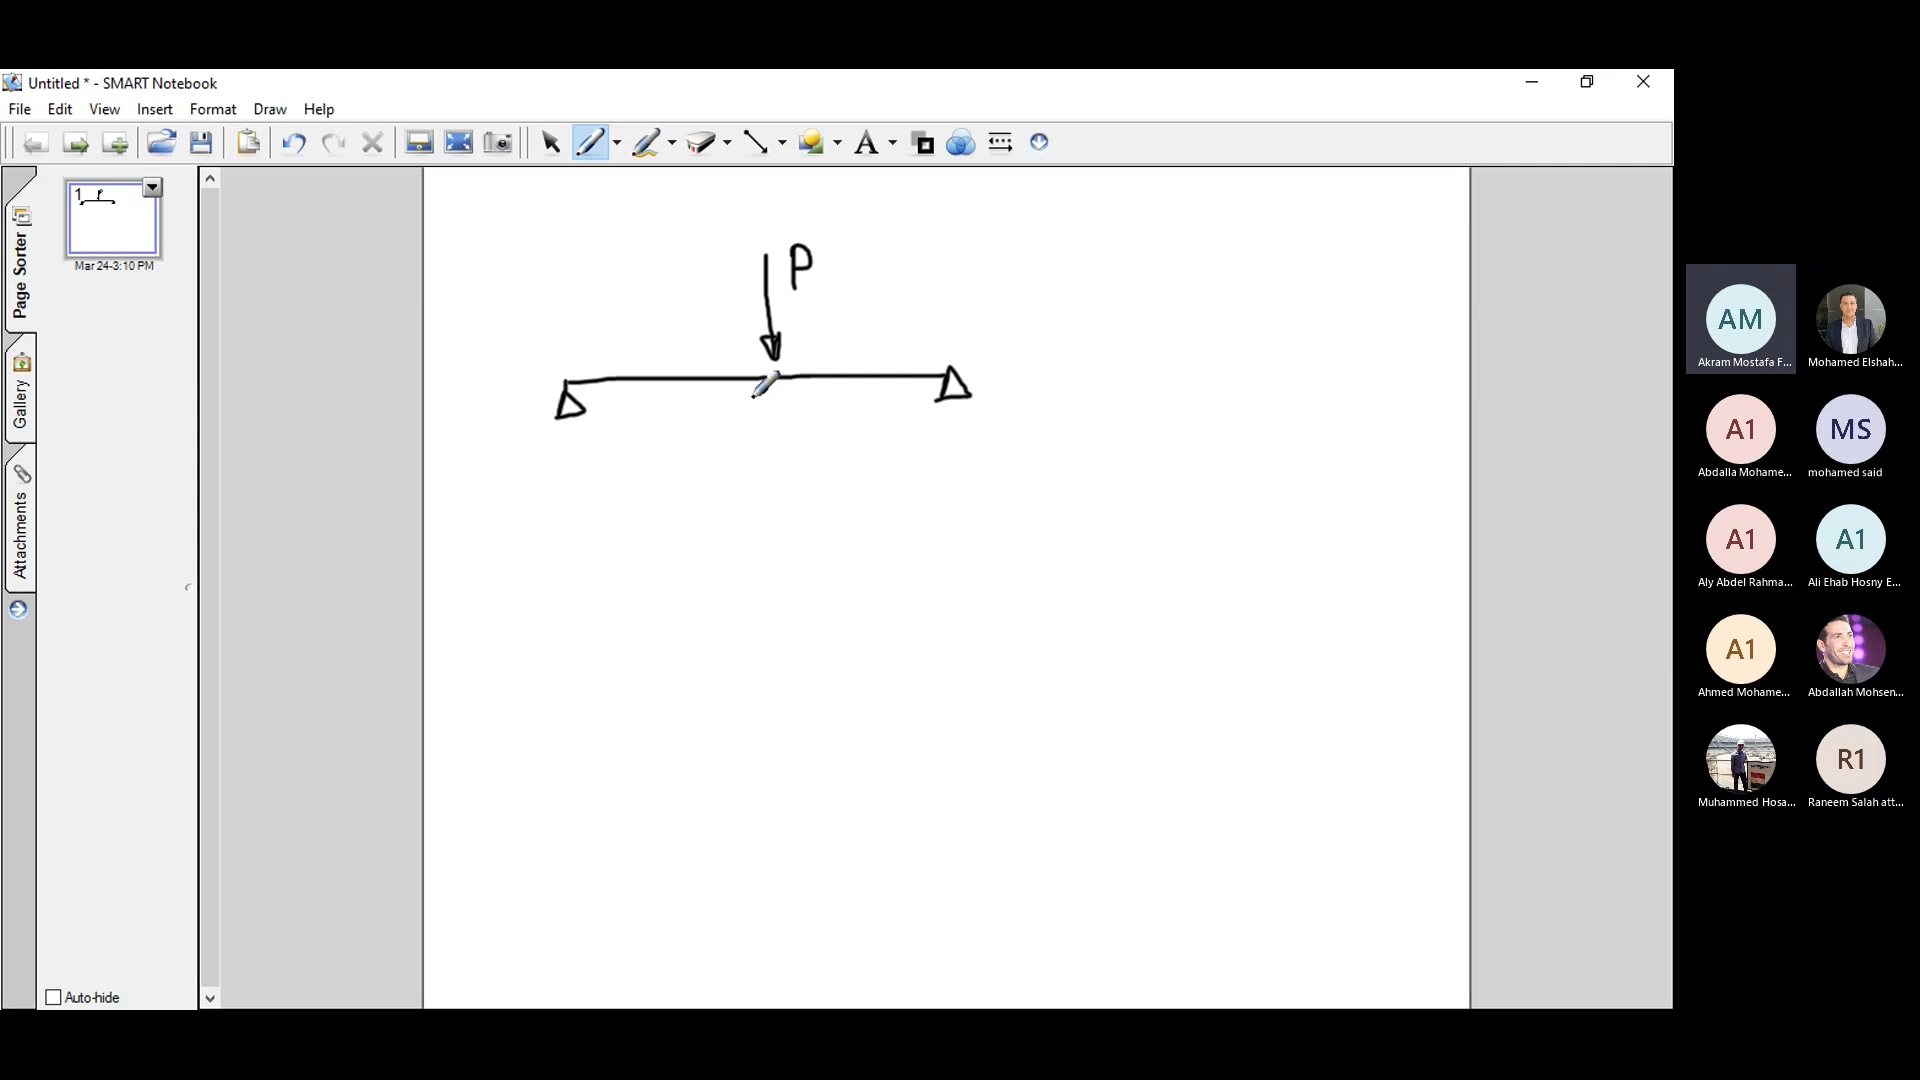 Untitled * - SMART Notebook
File Edit View Insert Format Draw Help
Page Sorter
Gallery
Attachments
1
P
Mar 24-3:10 PM
P
Auto-hide
AM
Akram Mostafa F...
Mohamed Elshah...
A1
Abdalla Mohame...
MS
mohamed said
A1
Aly Abdel Rahma...
A1
Ali Ehab Hosny E...
A1
Ahmed Mohame...
Abdallah Mohsen...
Muhammed Hosa...
R1
Raneem Salah att...